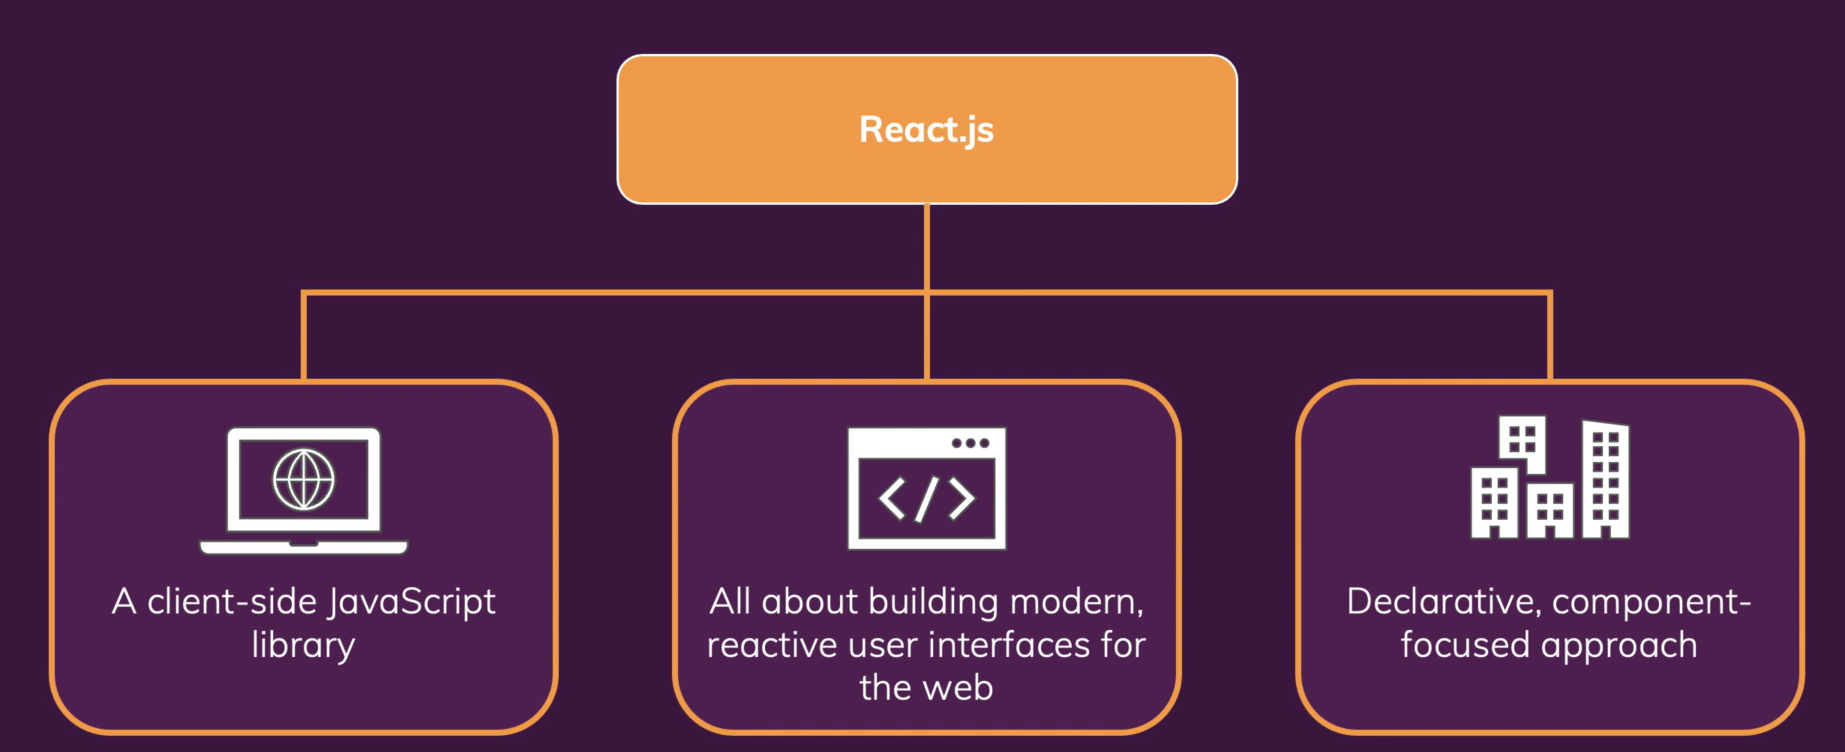 React.js
A client-side JavaScript
library
All about building modern,
reactive user interfaces for
the web
Declarative, component-
focused approach